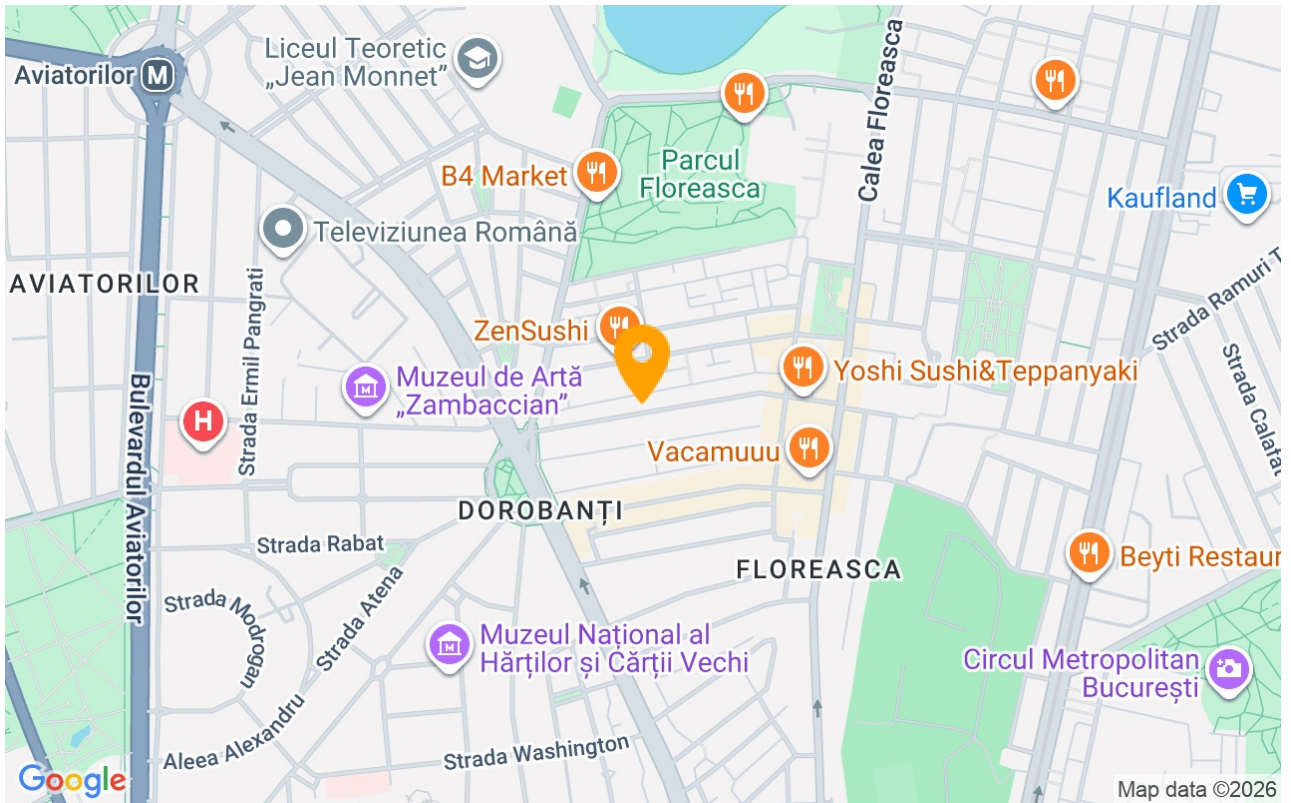 Liceul Teoretic
„Jean Monnet”
Aviatorilor M
Calea Floreasca
B4 Market
Parcul
Floreasca
Kaufland
Televiziunea Română
AVIATORILOR
Strada Ermil Pangrati
Strada Ramuri T
ZenSushi
Muzeul de Artă
„Zambaccian”
Yoshi Sushi&Teppanyaki
Strada Calafat
H
Bulevardul Aviatorilor
Vacamuuu
DOROBANȚI
Strada Rabat
FLOREASCA
Beyti Restaur
Strada Modrogan
Strada Atena
Muzeul Național al
Hărților și Cărții Vechi
Circul Metropolitan
București
Aleea Alexandru
Strada Washington
Google
Map data ©2026